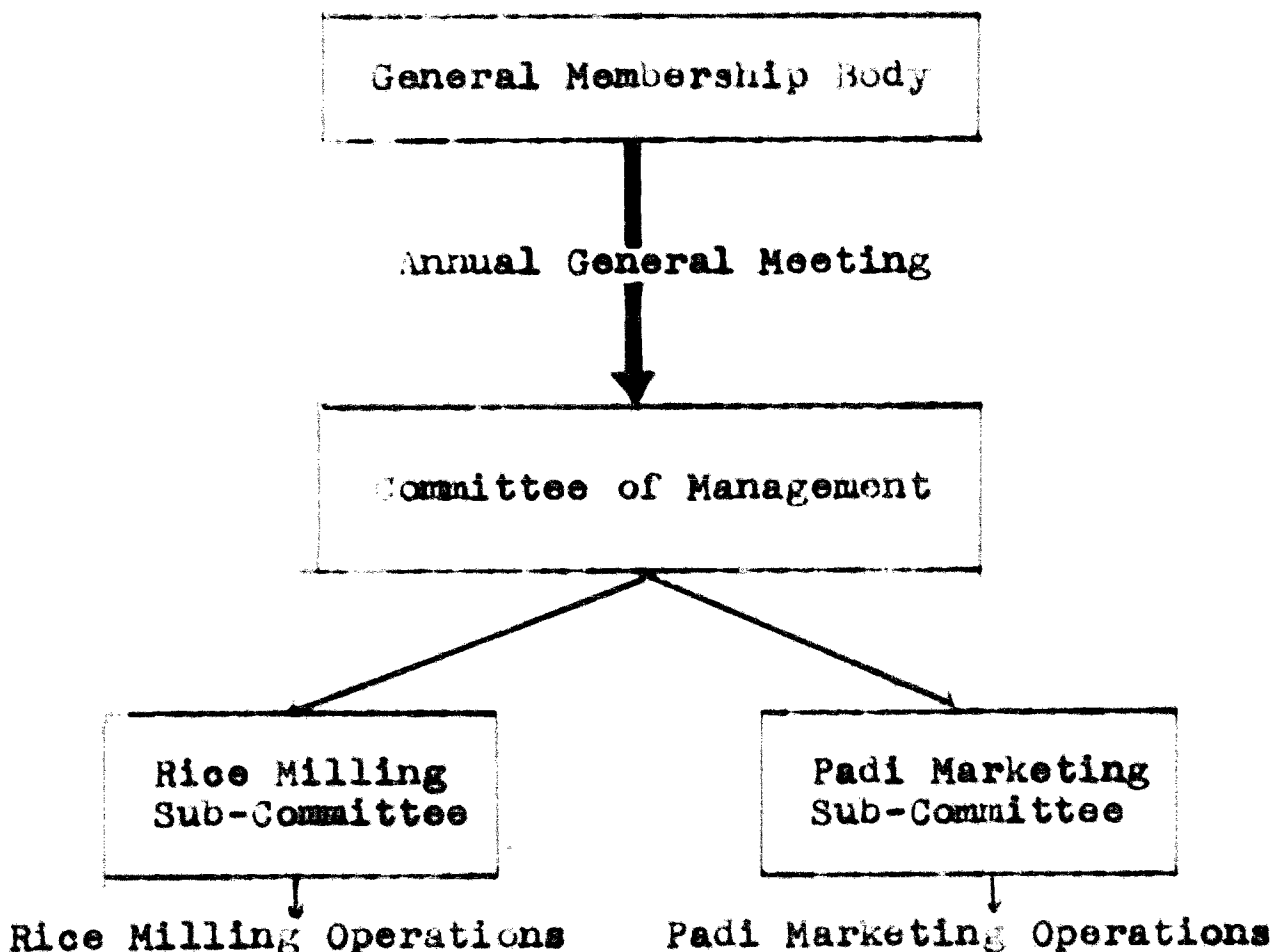 General Membership Body
Annual General Meeting
Committee of Management
Rice Milling
Sub-Committee
Padi Marketing
Sub-Committee
Rice Milling Operations
Padi Marketing Operations